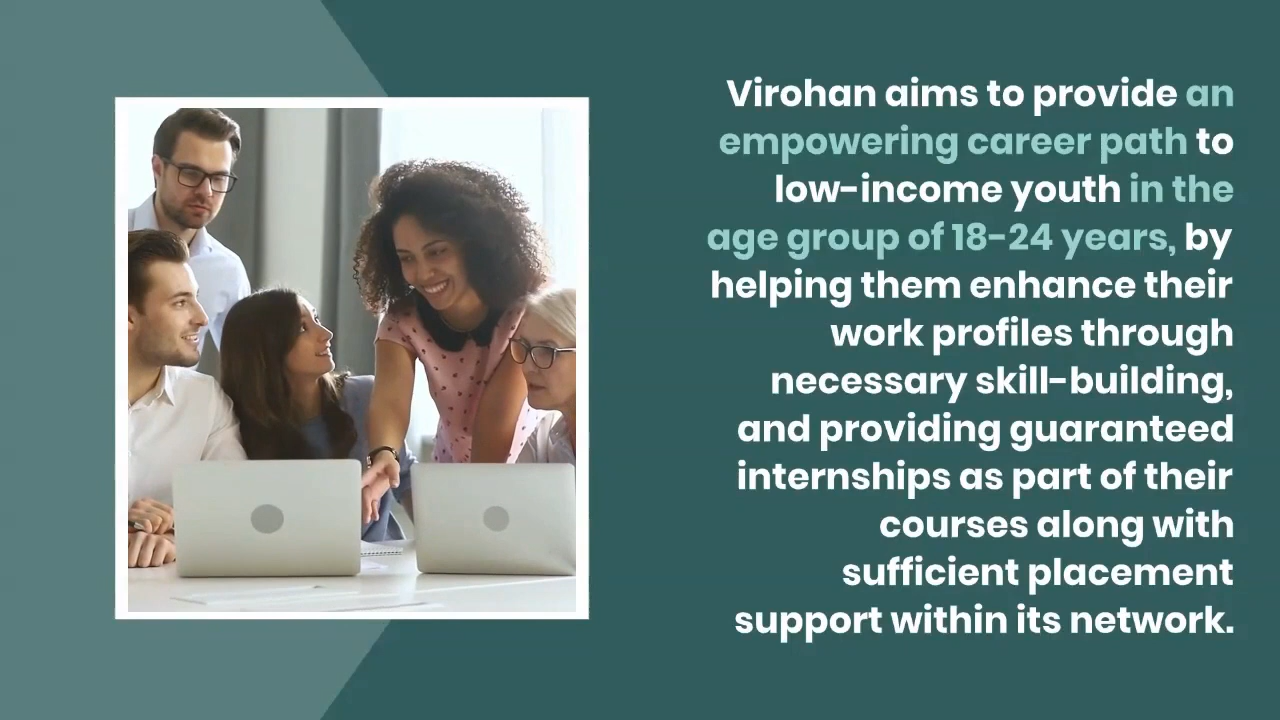 Virohan aims to provide an
empowering career path to
low-income youth in the
age group of 18-24 years, by
helping them enhance their
work profiles through
necessary skill-building,
and providing guaranteed
internships as part of their
courses along with
sufficient placement
support within its network.